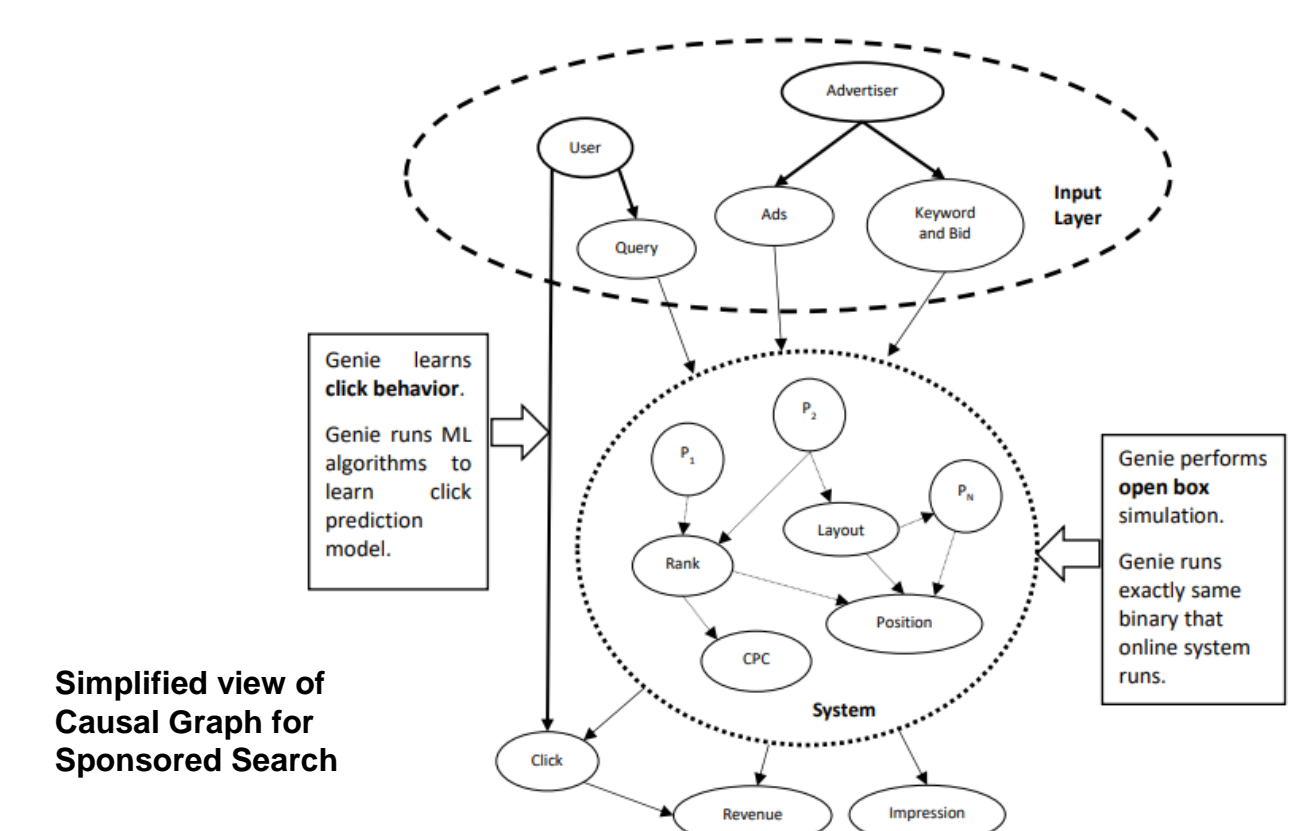 Advertiser
User
Input
Layer
Ads
Keyword
and Bid
Query
Genie learns
click behavior.
Genie runs ML
algorithms to
learn click
prediction
model.
P2
P1
PN
Layout
Rank
Position
CPC
System
Genie performs
open box
simulation.
Genie runs
exactly same
binary that
online system
runs.
Simplified view of
Causal Graph for
Sponsored Search
Click
Revenue
Impression